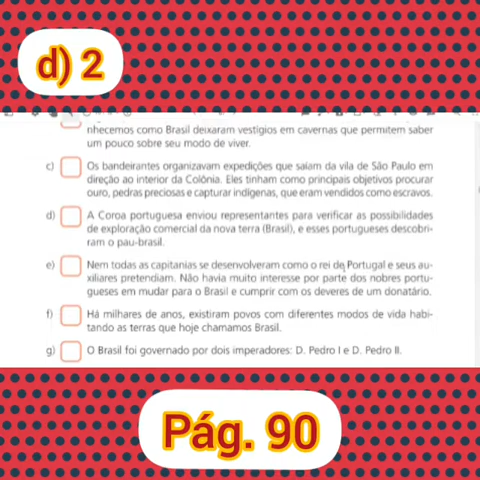 d) 2
nhecemos como Brasil deixaram vestígios em cavernas que permitem saber
um pouco sobre seu modo de viver.
c) Os bandeirantes organizavam expedições que saíam da vila de São Paulo em
direção ao interior da Colônia. Eles tinham como principais objetivos procurar
ouro, pedras preciosas e capturar indígenas, que eram vendidos como escravos.
d) A Coroa portuguesa enviou representantes para verificar as possibilidades
de exploração comercial da nova terra (Brasil), e esses portugueses descobri-
ram o pau-brasil.
e) Nem todas as capitanias se desenvolveram como o rei de Portugal e seus au-
xiliares pretendiam. Não havia muito interesse por parte dos nobres portu-
gueses em mudar para o Brasil e cumprir com os deveres de um donatário.
f) Há milhares de anos, existiram povos com diferentes modos de vida habi-
tando as terras que hoje chamamos Brasil.
g) O Brasil foi governado por dois imperadores: D. Pedro I e D. Pedro II.
Pág. 90